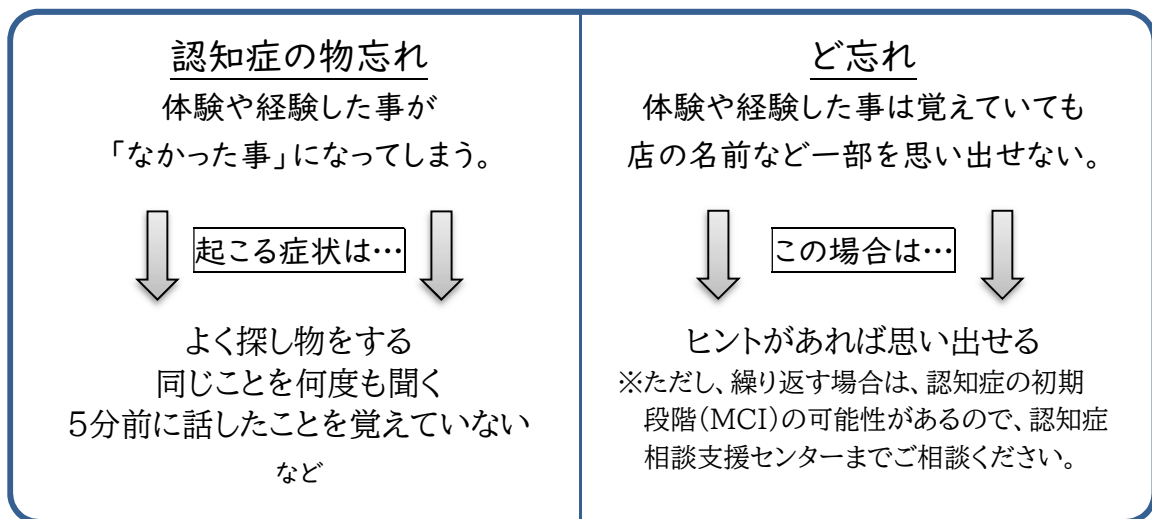 認知症の物忘れ
体験や経験した事が
「なかった事」になってしまう。
起こる症状は…
よく探し物をする
同じことを何度も聞く
5分前に話したことを覚えていない
など
ど忘れ
体験や経験した事は覚えていても
店の名前など一部を思い出せない。
この場合は…
ヒントがあれば思い出せる
※ただし、繰り返す場合は、認知症の初期
段階(MCI)の可能性があるので、認知症
相談支援センターまでご相談ください。